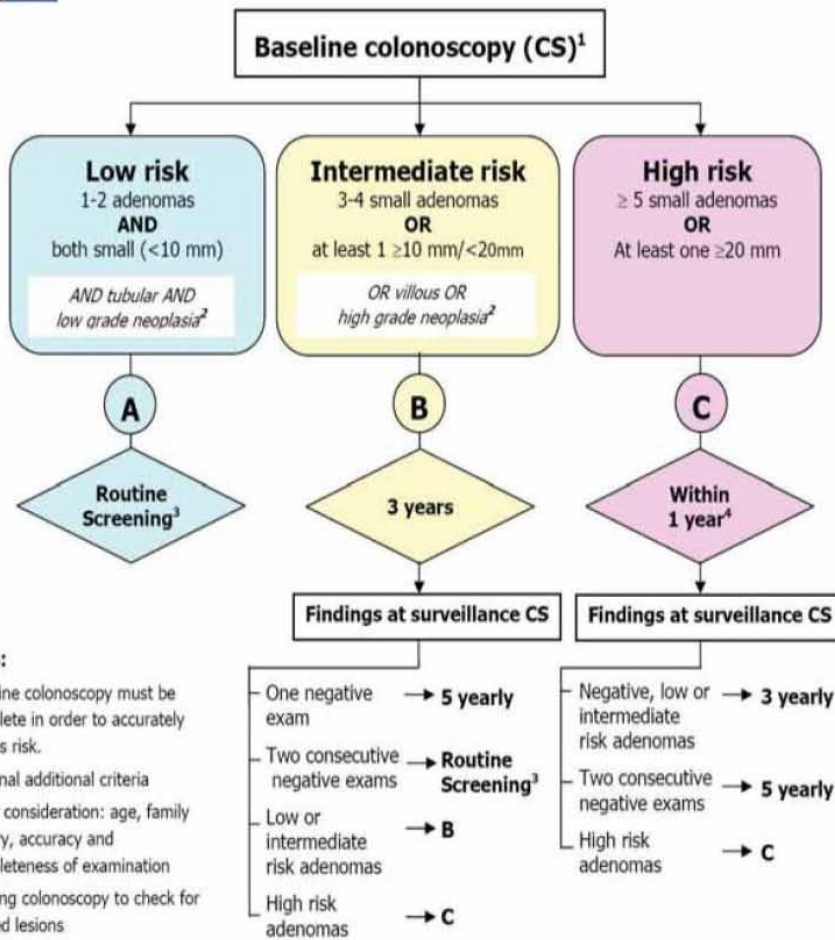 Baseline colonoscopy (CS)¹
Low risk
1-2 adenomas
AND
both small (<10 mm)
AND tubular AND
low grade neoplasia²
Intermediate risk
3-4 small adenomas
OR
at least 1 ≥10 mm/<20mm
OR villous OR
high grade neoplasia²
High risk
≥ 5 small adenomas
OR
At least one ≥20 mm
A
B
C
Routine
Screening³
3 years
Within
1 year⁴
Findings at surveillance CS
One negative
exam
→ 5 yearly
Two consecutive
negative exams
→ Routine
Screening³
Low or
intermediate
risk adenomas
→ B
High risk
adenomas
→ C
Findings at surveillance CS
Negative, low or
intermediate
risk adenomas
→ 3 yearly
Two consecutive
negative exams
→ 5 yearly
High risk
adenomas
→ C
:
colonoscopy must be
in order to accurately
risk.
additional criteria
consideration: age, family
accuracy and
of examination
colonoscopy to check for
lesions